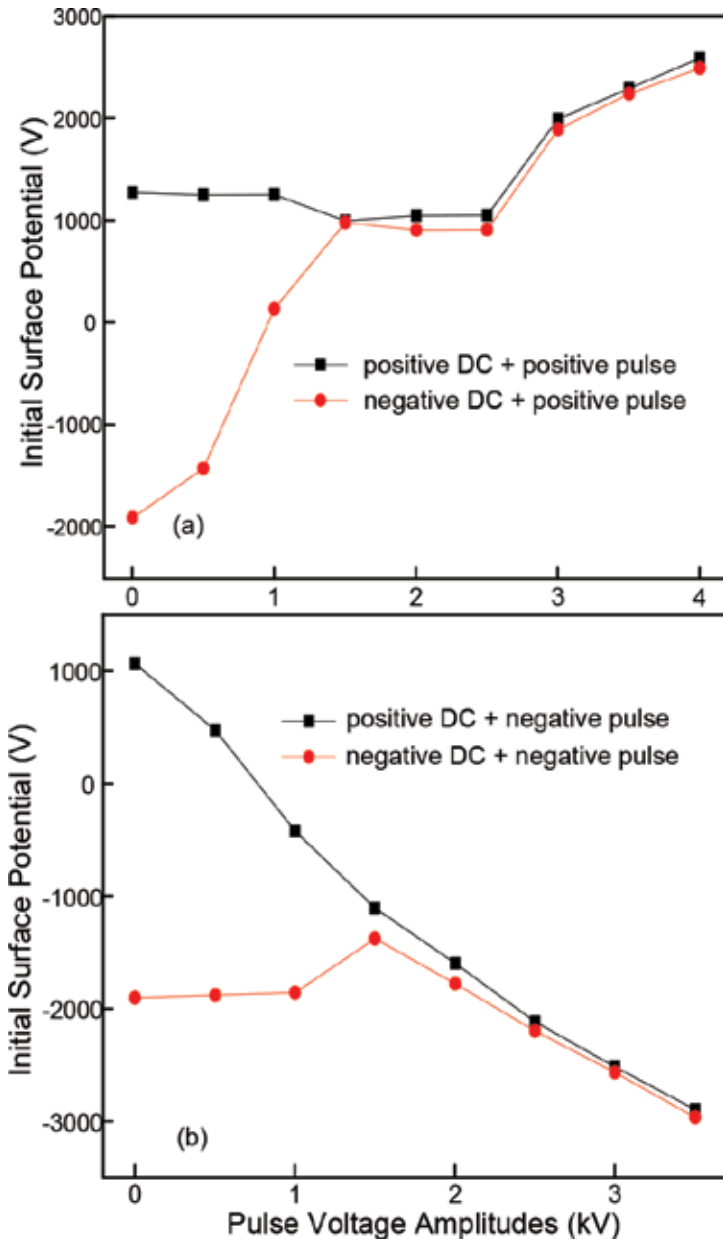 3000
2000
1000
0
-1000
-2000
Initial Surface Potential (V)
positive DC + positive pulse
negative DC + positive pulse
(a)
0 1 2 3 4
1000
0
-1000
-2000
-3000
Initial Surface Potential (V)
positive DC + negative pulse
negative DC + negative pulse
(b)
0 1 2 3
Pulse Voltage Amplitudes (kV)